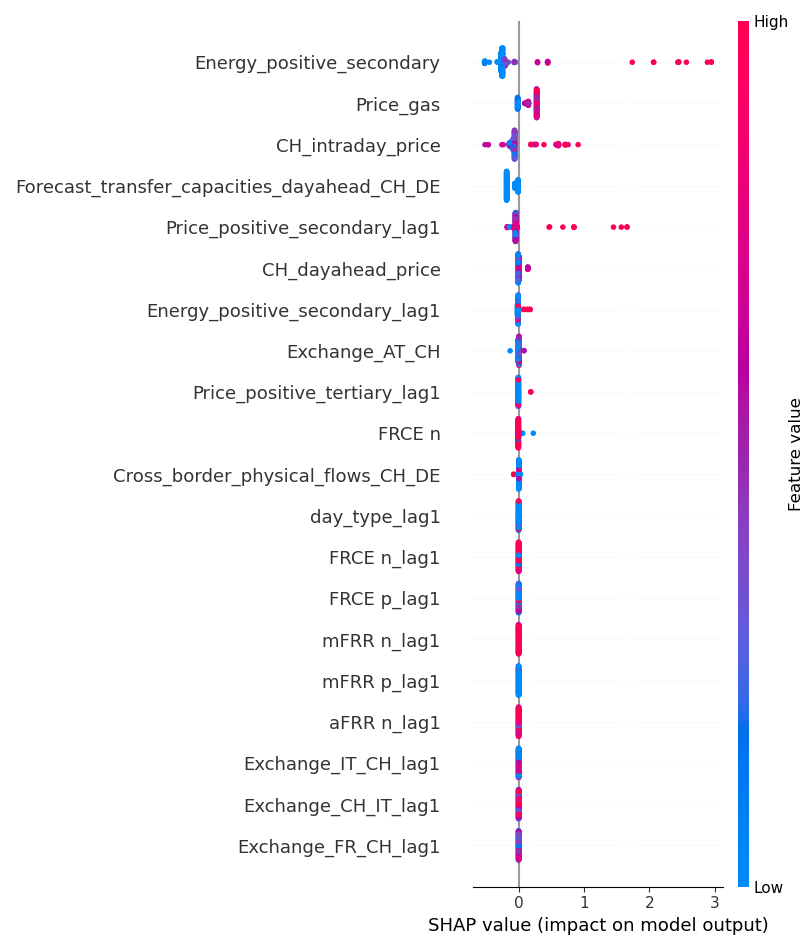 High
Energy_positive_secondary
Price_gas
CH_intraday_price
Forecast_transfer_capacities_dayahead_CH_DE
Price_positive_secondary_lag1
CH_dayahead_price
Energy_positive_secondary_lag1
Exchange_AT_CH
Price_positive_tertiary_lag1
FRCE n
Cross_border_physical_flows_CH_DE
day_type_lag1
FRCE n_lag1
FRCE p_lag1
mFRR n_lag1
mFRR p_lag1
aFRR n_lag1
Exchange_IT_CH_lag1
Exchange_CH_IT_lag1
Exchange_FR_CH_lag1
Feature value
Low
0 1 2 3
SHAP value (impact on model output)